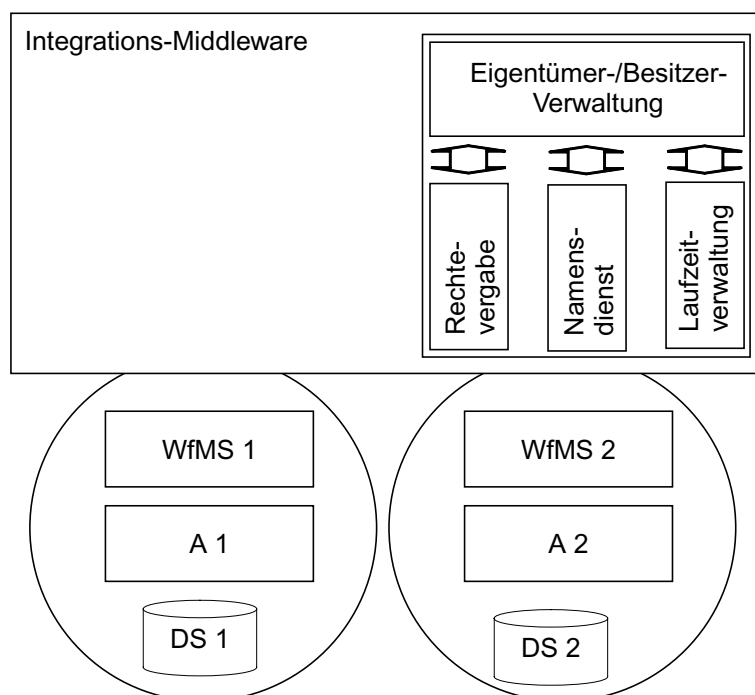 Integrations-Middleware
Eigentümer-/Besitzer-
Verwaltung
Rechte-
vergabe
Namens-
dienst
Laufzeit-
verwaltung
WfMS 1
WfMS 2
A 1
A 2
DS 1
DS 2